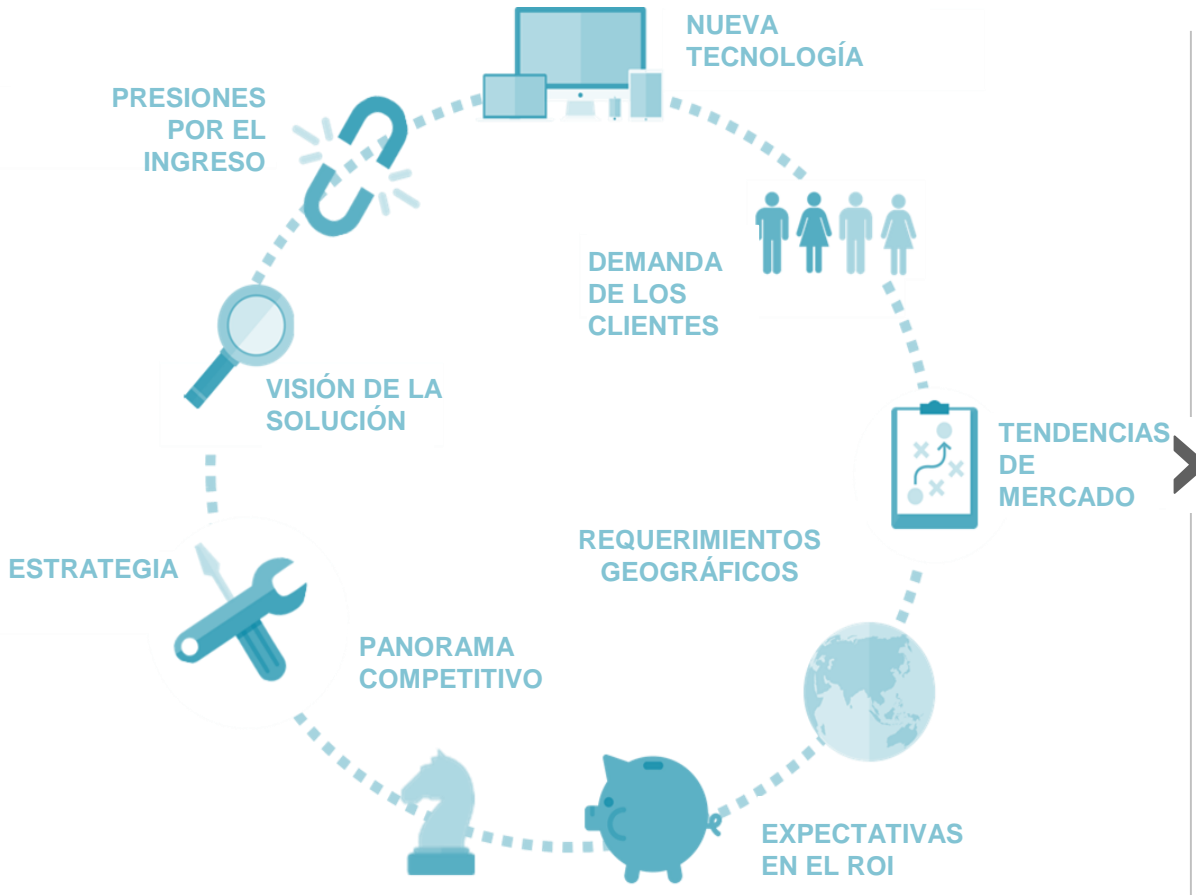 NUEVA
TECNOLOGÍA
PRESIONES
POR EL
INGRESO
DEMANDA
DE LOS
CLIENTES
VISIÓN DE LA
SOLUCIÓN
TENDENCIAS
DE
MERCADO
REQUERIMIENTOS
GEOGRÁFICOS
ESTRATEGIA
PANORAMA
COMPETITIVO
EXPECTATIVAS
EN EL ROI